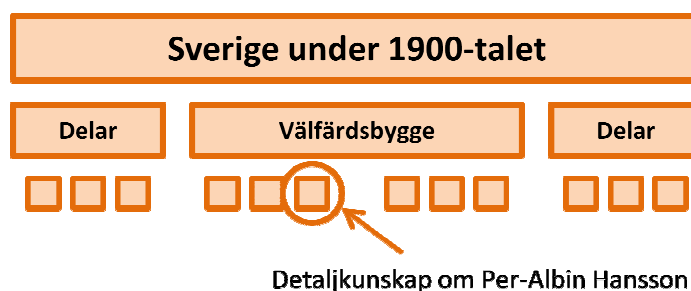 Sverige under 1900-talet
Delar Välfärdsbygge Delar
Detaljkunskap om Per-Albin Hansson